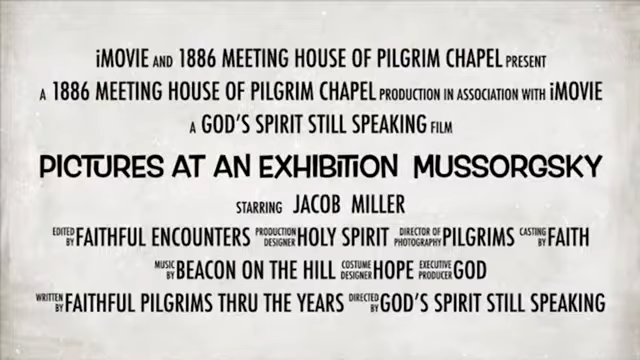 iMOVIE AND 1886 MEETING HOUSE OF PILGRIM CHAPEL PRESENT
A 1886 MEETING HOUSE OF PILGRIM CHAPEL PRODUCTION IN ASSOCIATION WITH iMOVIE
A GOD'S SPIRIT STILL SPEAKING FILM
PICTURES AT AN EXHIBITION MUSSORGSKY
STARRING JACOB MILLER
EDITED BY FAITHFUL ENCOUNTERS PRODUCTION DESIGNER HOLY SPIRIT DIRECTOR OF PHOTOGRAPHY PILGRIMS CASTING BY FAITH
MUSIC BY BEACON ON THE HILL COSTUME DESIGNER HOPE EXECUTIVE PRODUCER GOD
WRITTEN BY FAITHFUL PILGRIMS THRU THE YEARS DIRECTED BY GOD'S SPIRIT STILL SPEAKING